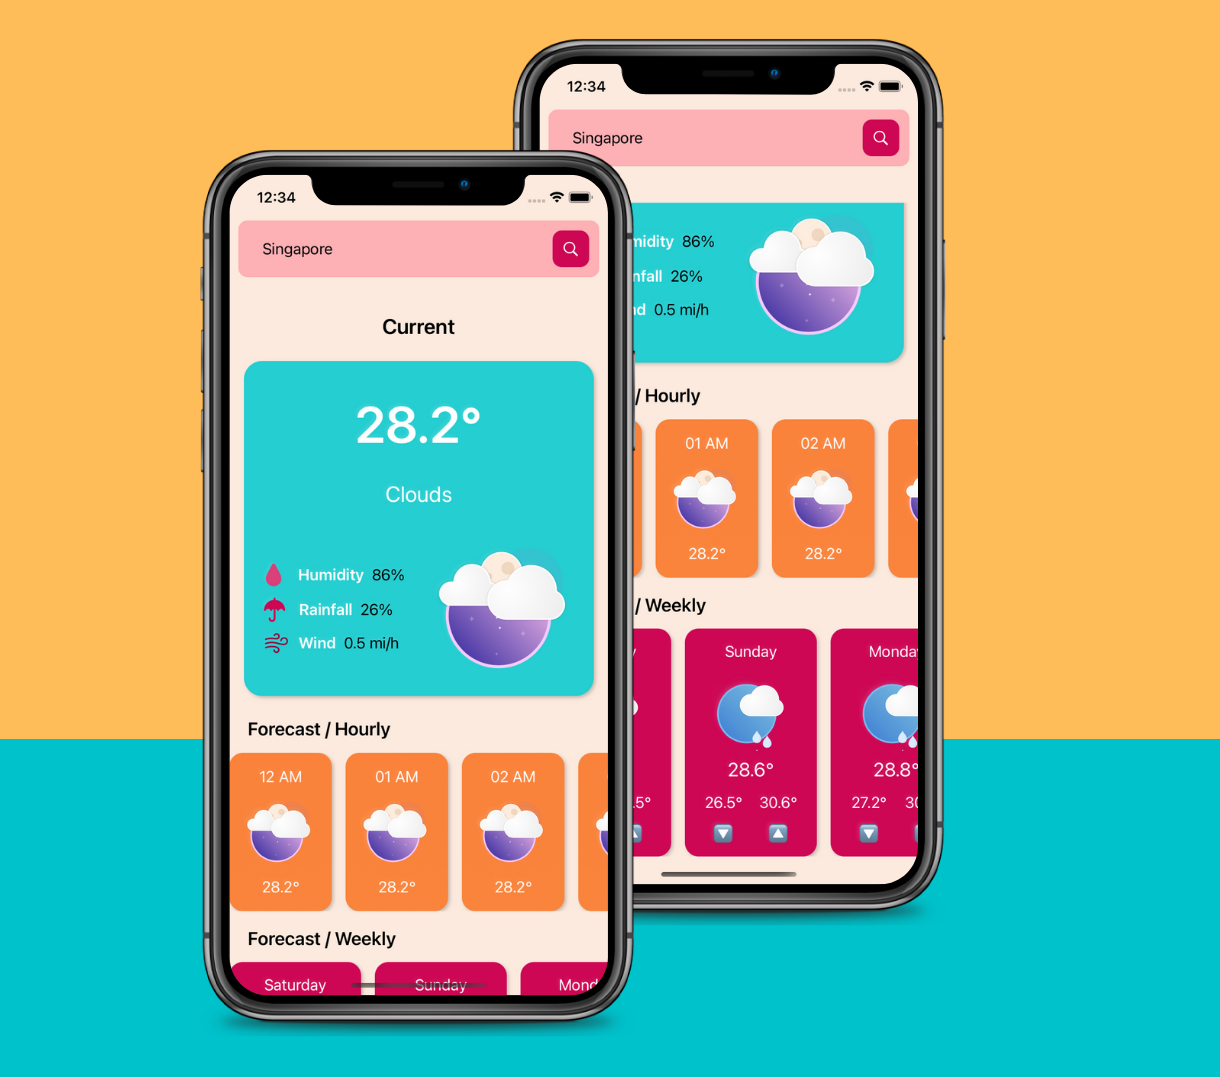 12:34
Singapore
Current
28.2°
Clouds
Humidity 86%
Rainfall 26%
Wind 0.5 mi/h
Forecast / Hourly
12 AM 01 AM 02 AM
28.2° 28.2° 28.2°
Forecast / Weekly
Saturday Sunday Mond
12:34
Singapore
midity 86%
nfall 26%
nd 0.5 mi/h
/ Hourly
01 AM 02 AM
28.2° 28.2°
/ Weekly
y Sunday Monday
28.6° 28.8°
.5° 26.5° 30.6° 27.2° 30